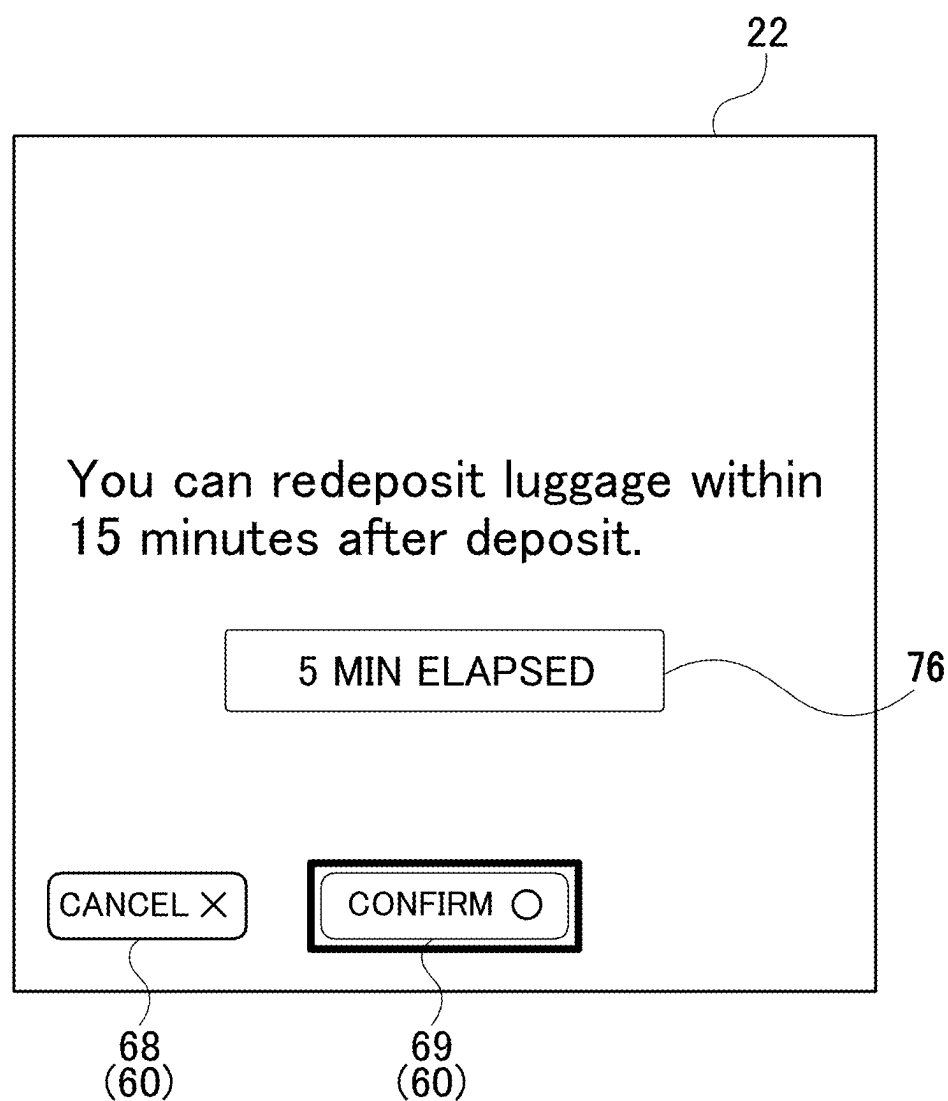 22
You can redeposit luggage within
15 minutes after deposit.
5 MIN ELAPSED
76
CANCEL ×
CONFIRM ○
68
(60)
69
(60)